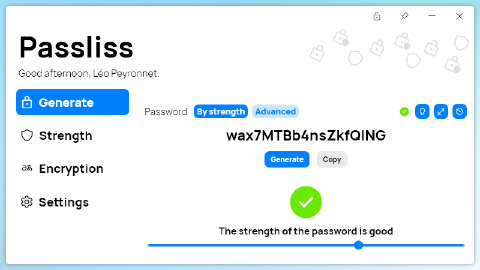 Passliss
Good afternoon, Léo Peyronnet.
Generate
Strength
Encryption
Settings
Password By strength Advanced
wax7MTBb4nsZkfQING
Generate Copy
The strength of the password is good